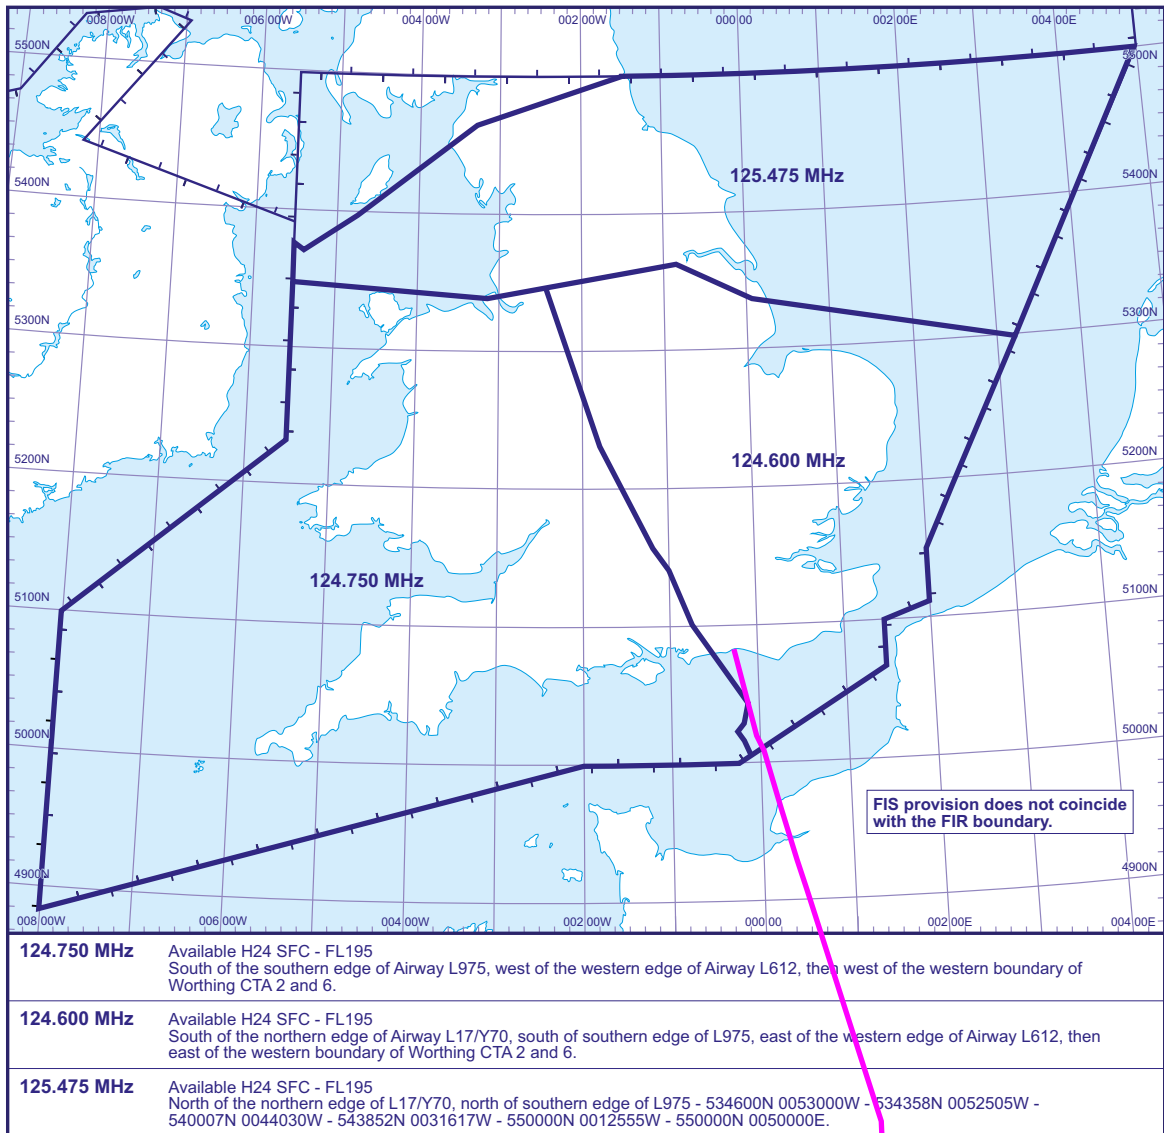 008 00W 006 00W 004 00W 002 00W 000 00W 002 00E 004 00E
5500N 5500N
125.475 MHz
5400N 5400N
5300N 5300N
5200N 5200N
124.600 MHz
124.750 MHz
5100N 5100N
5000N 5000N
FIS provision does not coincide
with the FIR boundary.
4900N 4900N
008 00W 006 00W 004 00W 002 00W 000 00W 002 00E 004 00E
124.750 MHz Available H24 SFC - FL195
South of the southern edge of Airway L975, west of the western edge of Airway L612, then west of the western boundary of
Worthing CTA 2 and 6.
124.600 MHz Available H24 SFC - FL195
South of the northern edge of Airway L17/Y70, south of southern edge of L975, east of the western edge of Airway L612, then
east of the western boundary of Worthing CTA 2 and 6.
125.475 MHz Available H24 SFC - FL195
North of the northern edge of L17/Y70, north of southern edge of L975 - 534600N 0053000W - 534358N 0052505W -
540007N 0044030W - 543852N 0031617W - 550000N 0012555W - 550000N 0050000E.